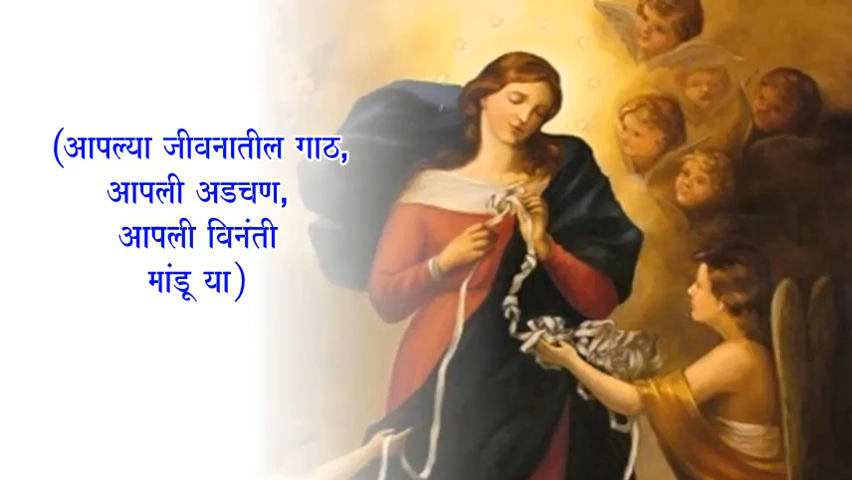 (आपल्या जीवनातील गाठ,
आपली अडचण,
आपली विनंती
मांडू या)